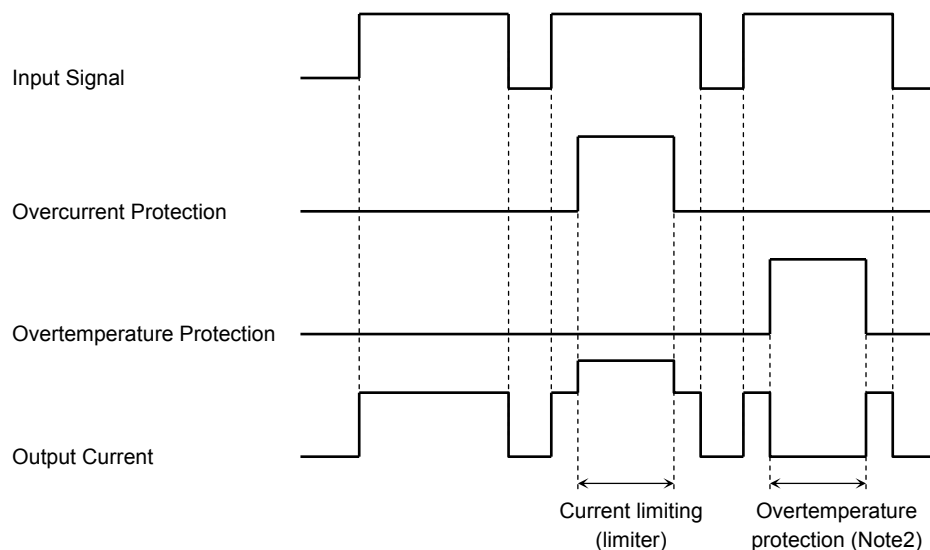 Input Signal
Overcurrent Protection
Overtemperature Protection
Output Current
Current limiting
(limiter)
Overtemperature
protection (Note2)